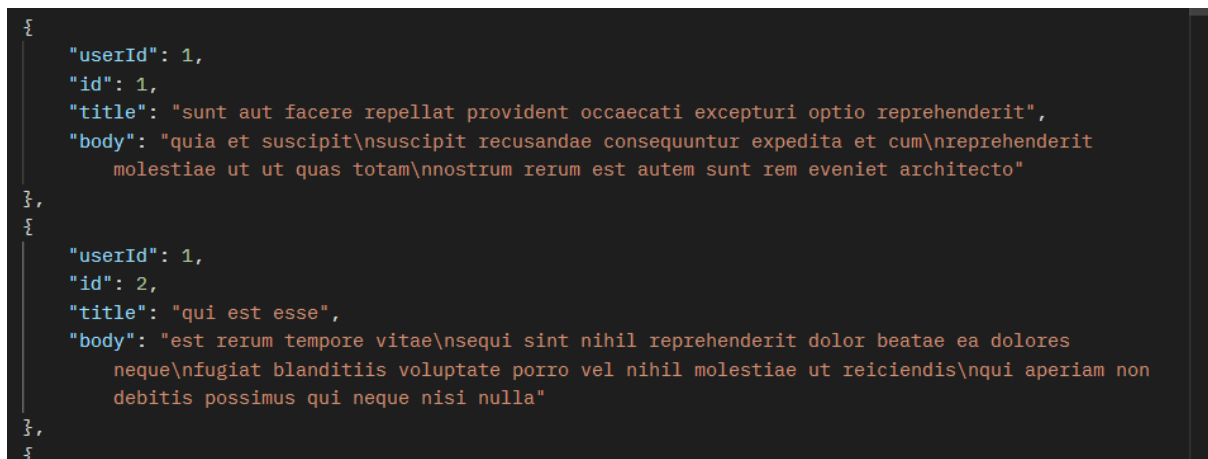 {
"userId": 1,
"id": 1,
"title": "sunt aut facere repellat provident occaecati excepturi optio reprehenderit",
"body": "quia et suscipit\nsuscipit recusandae consequuntur expedita et cum\nreprehenderit
molestiae ut ut quas totam\nnostrum rerum est autem sunt rem eveniet architecto"
},
{
"userId": 1,
"id": 2,
"title": "qui est esse",
"body": "est rerum tempore vitae\nsequi sint nihil reprehenderit dolor beatae ea dolores
neque\nfugiat blanditiis voluptate porro vel nihil molestiae ut reiciendis\nqui aperiam non
debitis possimus qui neque nisi nulla"
},
{